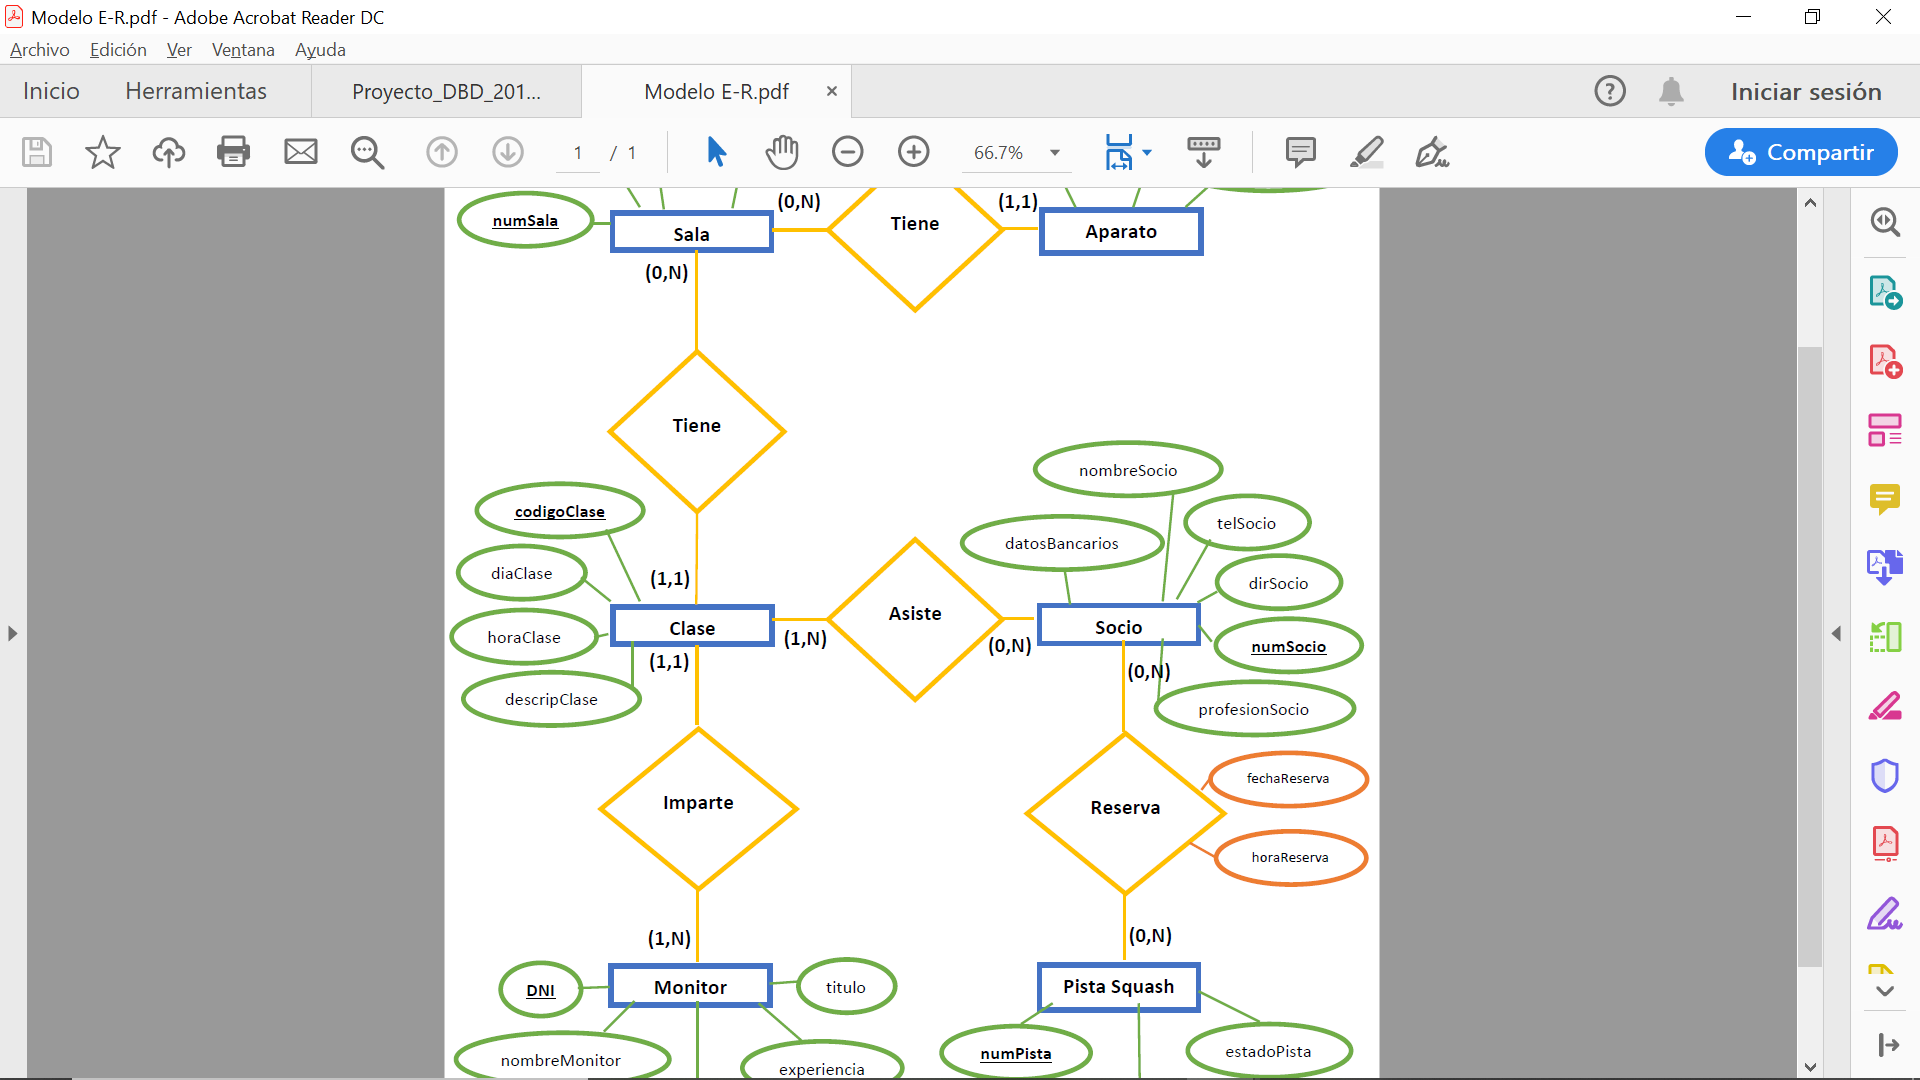 Modelo E-R.pdf - Adobe Acrobat Reader DC
Archivo Edición Ver Ventana Ayuda
Inicio Herramientas Proyecto_DBD_201... Modelo E-R.pdf × ? Iniciar sesión
1 / 1 66.7% Compartir
numSala
Sala
(0,N)
Tiene
(1,1)
Aparato
(0,N)
Tiene
nombreSocio
codigoClase
telSocio
datosBancarios
diaClase
(1,1)
dirSocio
Asiste
Clase
Socio
horaClase
(1,N)
(0,N)
numSocio
(1,1)
(0,N)
descripClase
profesionSocio
fechaReserva
Imparte
Reserva
horaReserva
(1,N)
(0,N)
DNI
Monitor
titulo
Pista Squash
nombreMonitor
experiencia
numPista
estadoPista